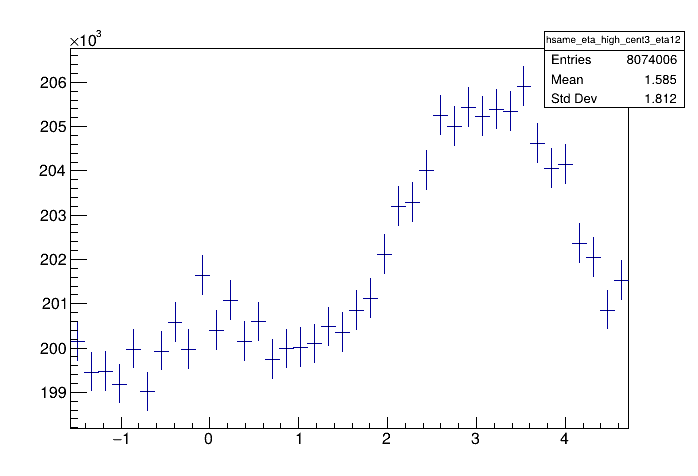 ×10³
hsame_eta_high_cent3_eta12
Entries 8074006
Mean 1.585
Std Dev 1.812
206
205
204
203
202
201
200
199
−1 0 1 2 3 4